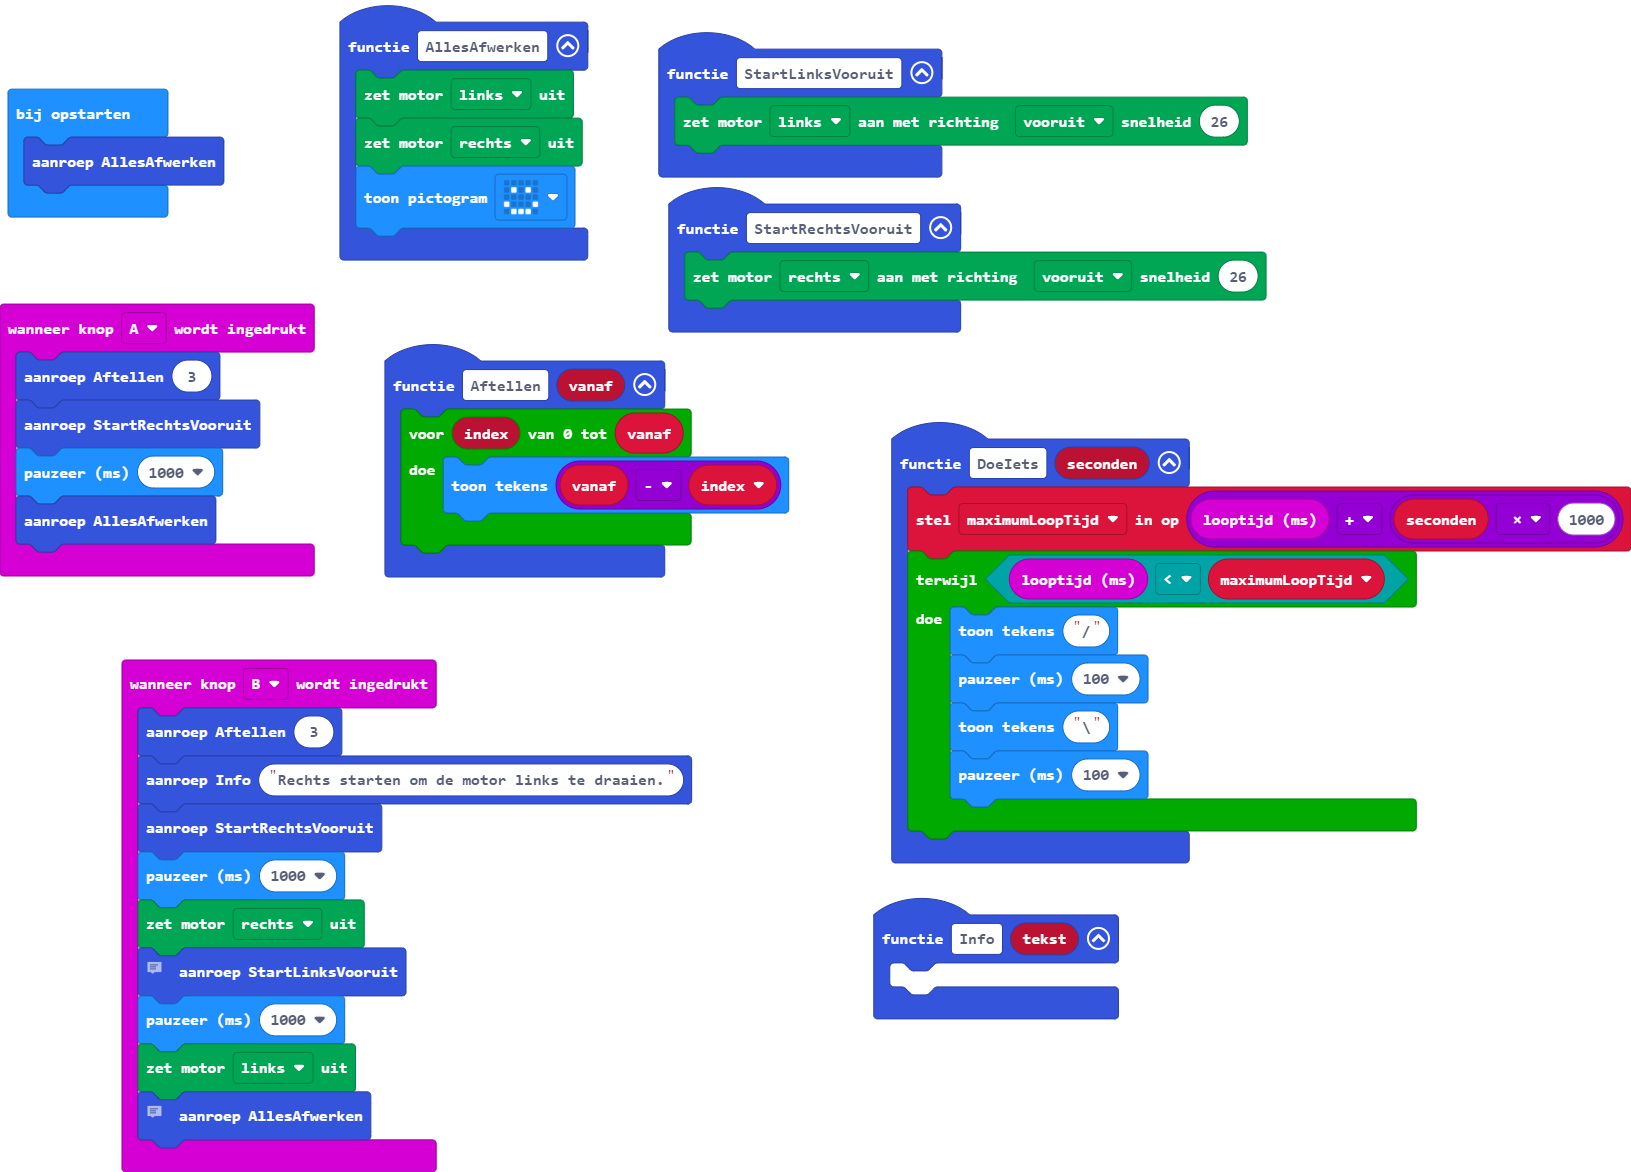 bij opstarten
aanroep AllesAfwerken
functie AllesAfwerken
zet motor links uit
zet motor rechts uit
toon pictogram
functie StartLinksVooruit
zet motor links aan met richting vooruit snelheid 26
functie StartRechtsVooruit
zet motor rechts aan met richting vooruit snelheid 26
wanneer knop A wordt ingedrukt
aanroep Aftellen 3
aanroep StartRechtsVooruit
pauzeer (ms) 1000
aanroep AllesAfwerken
functie Aftellen vanaf
voor index van 0 tot vanaf
doe
toon tekens vanaf - index
functie DoeIets seconden
stel maximumLoopTijd in op looptijd (ms) + seconden × 1000
terwijl looptijd (ms) < maximumLoopTijd
doe
toon tekens "/"
pauzeer (ms) 100
toon tekens "\"
pauzeer (ms) 100
wanneer knop B wordt ingedrukt
aanroep Aftellen 3
aanroep Info "Rechts starten om de motor links te draaien."
aanroep StartRechtsVooruit
pauzeer (ms) 1000
zet motor rechts uit
aanroep StartLinksVooruit
pauzeer (ms) 1000
zet motor links uit
aanroep AllesAfwerken
functie Info tekst